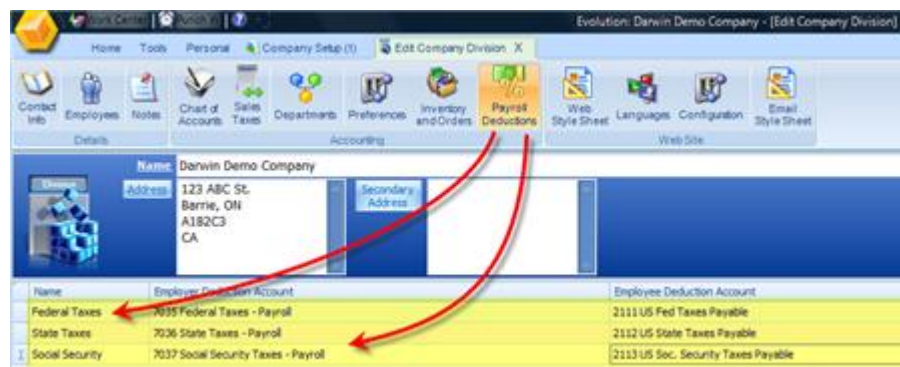 Work Center Punch In
Evolution: Darwin Demo Company - [Edit Company Division]
Home Tools Personal Company Setup (1) Edit Company Division X
Contact Info
Employees
Notes
Chart of Accounts
Sales Taxes
Departments
Preferences
Inventory and Orders
Payroll Deductions
Web Style Sheet
Languages
Configuration
Email Style Sheet
Details Accounting Web Site
Name Darwin Demo Company
Address 123 ABC St.
Barrie, ON
A1B2C3
CA
Secondary Address
Name Employer Deduction Account Employee Deduction Account
Federal Taxes 7035 Federal Taxes - Payroll 2111 US Fed Taxes Payable
State Taxes 7036 State Taxes - Payroll 2112 US State Taxes Payable
Social Security 7037 Social Security Taxes - Payroll 2113 US Soc. Security Taxes Payable